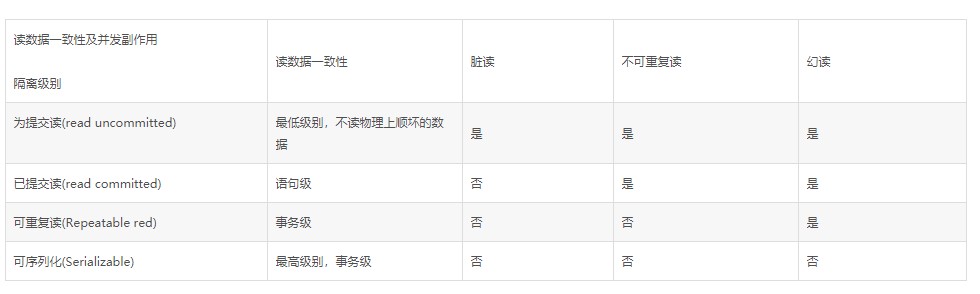 读数据一致性及并发副作用
隔离级别
读数据一致性
脏读
不可重复读
幻读
为提交读(read uncommitted)
最低级别，不读物理上顺坏的数
据
是
是
是
已提交读(read committed)
语句级
否
是
是
可重复读(Repeatable red)
事务级
否
否
是
可序列化(Serializable)
最高级别，事务级
否
否
否